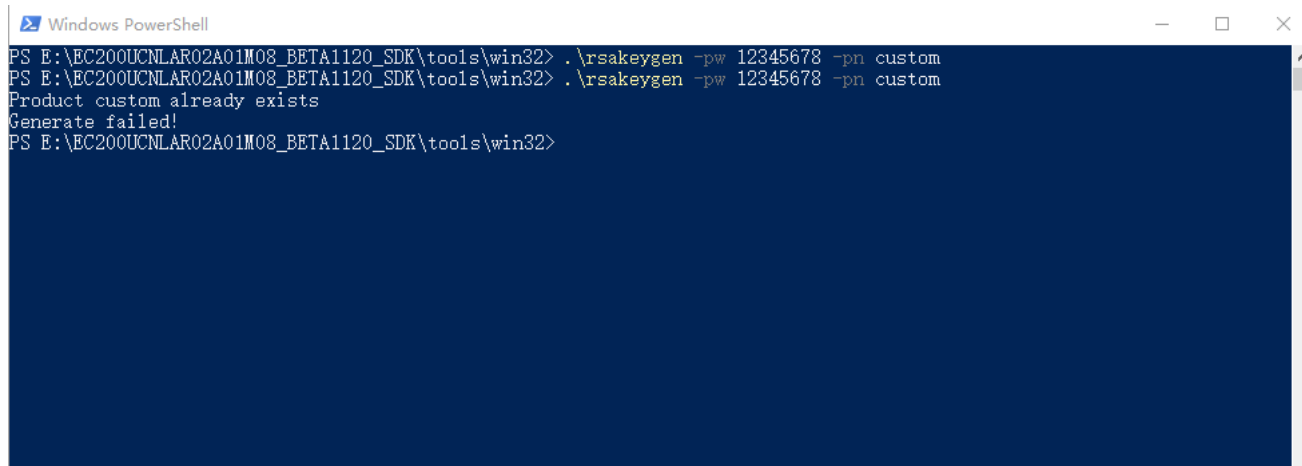 Windows PowerShell
PS E:\EC200UCNLAR02A01M08_BETA1120_SDK\tools\win32> .\rsakeygen -pw 12345678 -pn custom
PS E:\EC200UCNLAR02A01M08_BETA1120_SDK\tools\win32> .\rsakeygen -pw 12345678 -pn custom
Product custom already exists
Generate failed!
PS E:\EC200UCNLAR02A01M08_BETA1120_SDK\tools\win32>